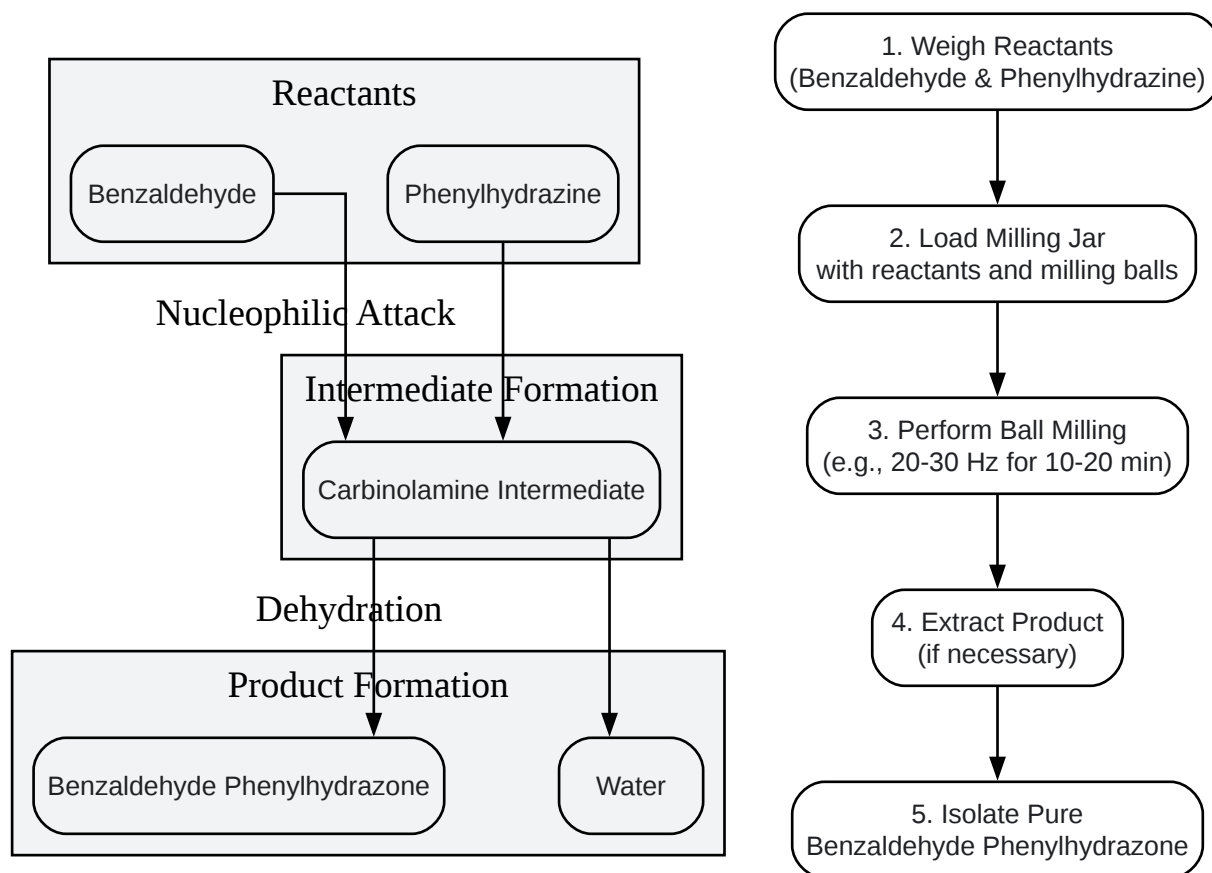 Reactants
Benzaldehyde
Phenylhydrazine
Nucleophilic Attack
Intermediate Formation
Carbinolamine Intermediate
Dehydration
Product Formation
Benzaldehyde Phenylhydrazone
Water
1. Weigh Reactants
(Benzaldehyde & Phenylhydrazine)
2. Load Milling Jar
with reactants and milling balls
3. Perform Ball Milling
(e.g., 20-30 Hz for 10-20 min)
4. Extract Product
(if necessary)
5. Isolate Pure
Benzaldehyde Phenylhydrazone